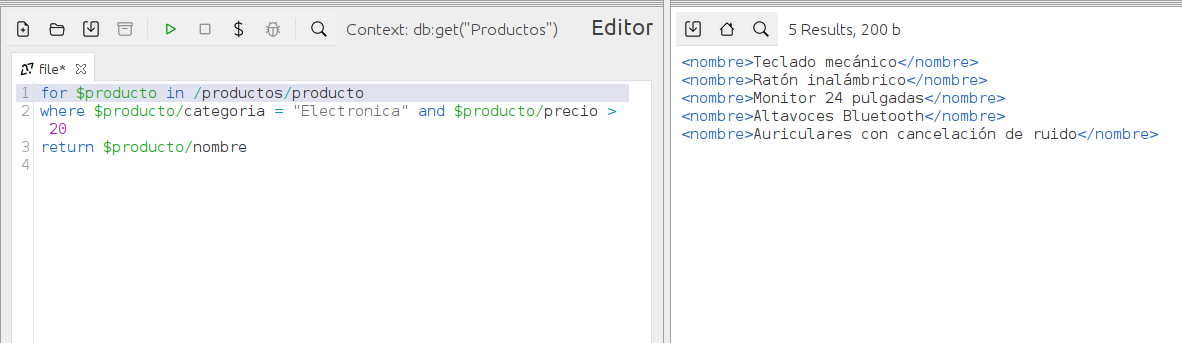 Context: db:get("Productos")
Editor
5 Results, 200 b
file*
1 for $producto in /productos/producto
2 where $producto/categoria = "Electronica" and $producto/precio >
20
3 return $producto/nombre
4
<nombre>Teclado mecánico</nombre>
<nombre>Ratón inalámbrico</nombre>
<nombre>Monitor 24 pulgadas</nombre>
<nombre>Altavoces Bluetooth</nombre>
<nombre>Auriculares con cancelación de ruido</nombre>